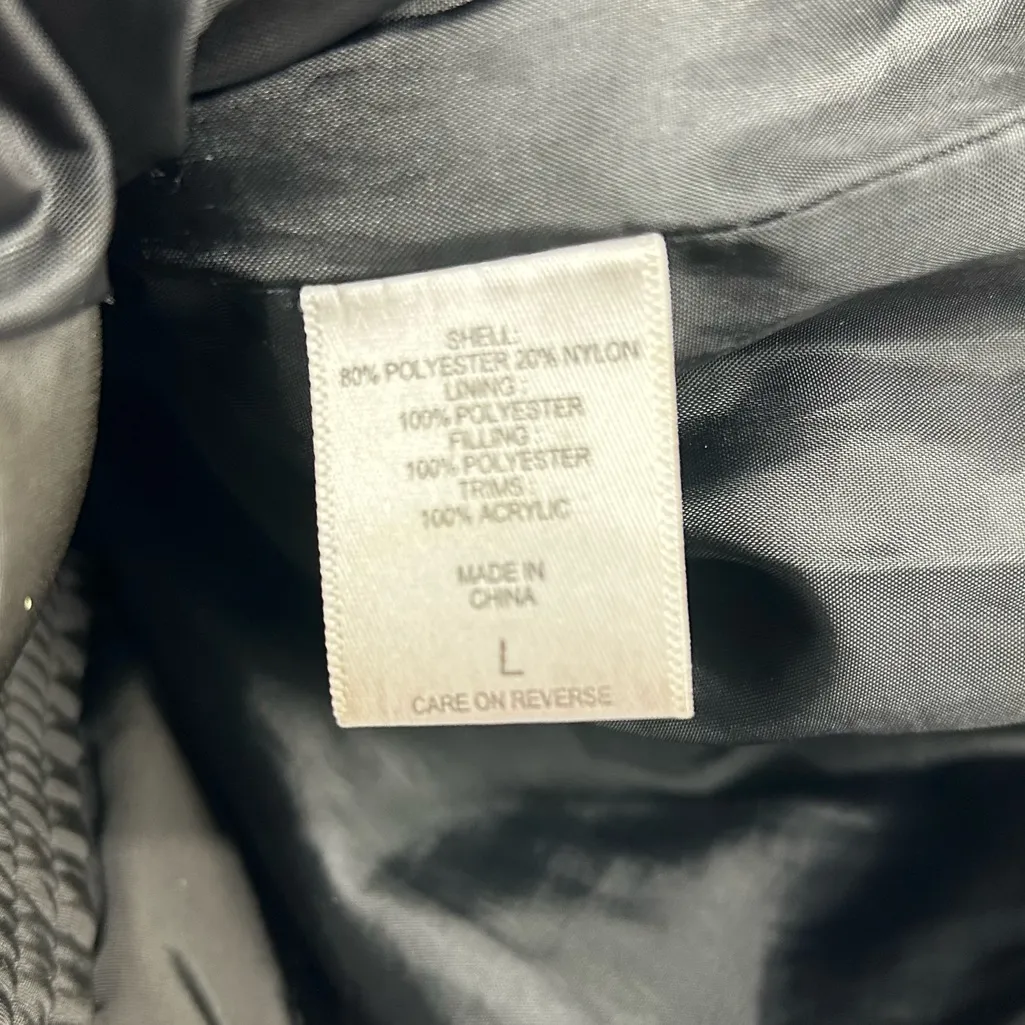 SHELL:
80% POLYESTER 20% NYLON
LINING :
100% POLYESTER
FILLING :
100% POLYESTER
TRIMS :
100% ACRYLIC
MADE IN
CHINA
L
CARE ON REVERSE